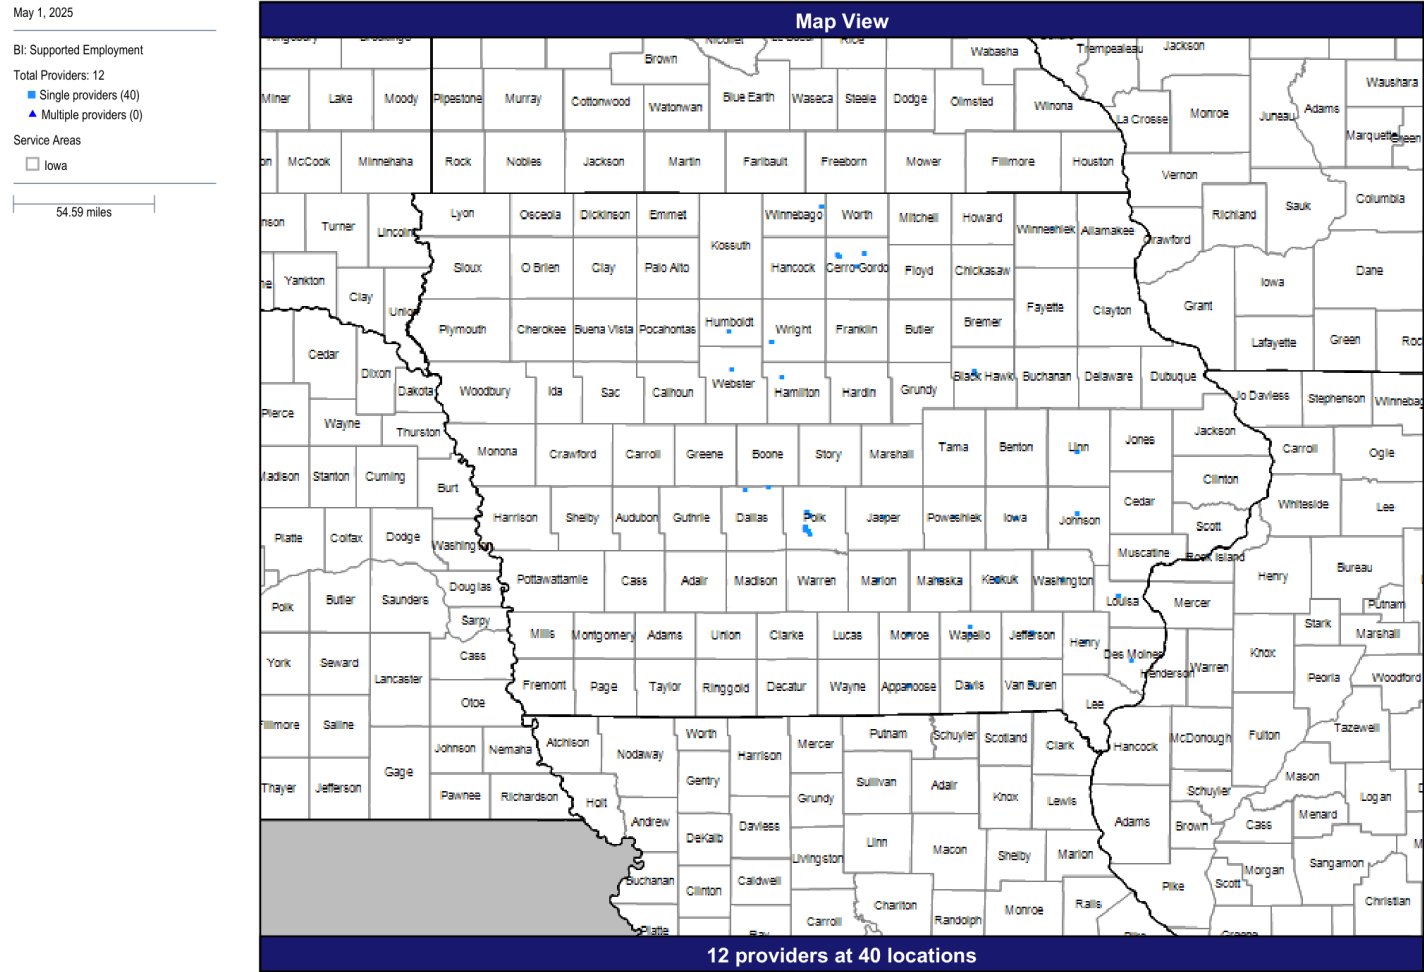 May 1, 2025
BI: Supported Employment
Total Providers: 12
Single providers (40)
Multiple providers (0)
Service Areas
Iowa
54.59 miles
Map View
Brown Wabasha Trempealeau Jackson
Lake Moody Pipestone Murray Cottonwood Watonwan Blue Earth Waseca Steele Dodge Olmsted Winona La Crosse Monroe Juneau Adams Waushara Marquette Green
McCook Minnehaha Rock Nobles Jackson Martin Faribault Freeborn Mower Fillmore Houston Vernon
Turner Lincoln Lyon Osceola Dickinson Emmet Winnebago Worth Mitchell Howard Winneshiek Allamakee Crawford Richland Sauk Columbia
Kossuth
Yankton Clay Union Sioux O Brien Clay Palo Alto Hancock Cerro Gordo Floyd Chickasaw Iowa Dane
Plymouth Cherokee Buena Vista Pocahontas Humboldt Wright Franklin Butler Bremer Fayette Clayton Grant Lafayette Green
Cedar Dixon Dakota Woodbury Ida Sac Calhoun Webster Hamilton Hardin Grundy Black Hawk Buchanan Delaware Dubuque Jo Daviess Stephenson
Pierce Wayne Thurston
Madison Stanton Cuming Burt Monona Crawford Carroll Greene Boone Story Marshall Tama Benton Linn Jones Jackson Carroll Ogle
Clinton
Harrison Shelby Audubon Guthrie Dallas Polk Jasper Poweshiek Iowa Johnson Cedar Scott Whiteside Lee
Platte Colfax Dodge Washington
Muscatine Rock Island
Douglas Pottawattamie Cass Adair Madison Warren Marion Mahaska Keokuk Washington Louisa Mercer Henry Bureau Putnam
Polk Butler Saunders Sarpy
Mills Montgomery Adams Union Clarke Lucas Monroe Wapello Jefferson Henry Des Moines Henderson Warren Knox Stark Marshall
York Seward Lancaster Cass
Fremont Page Taylor Ringgold Decatur Wayne Appanoose Davis Van Buren Lee Peoria Woodford
Otoe
Fillmore Saline Johnson Nemaha Atchison Nodaway Worth Harrison Mercer Putnam Schuyler Scotland Clark Hancock McDonough Fulton Tazewell
Thayer Jefferson Gage Pawnee Richardson Holt Gentry Grundy Sullivan Adair Knox Lewis Schuyler Mason Logan
Andrew DeKalb Daviess Livingston Linn Macon Shelby Marion Adams Brown Cass Menard
Buchanan Clinton Caldwell Pike Scott Morgan Sangamon Christian
Platte Carroll Chariton Randolph Monroe Ralls
12 providers at 40 locations